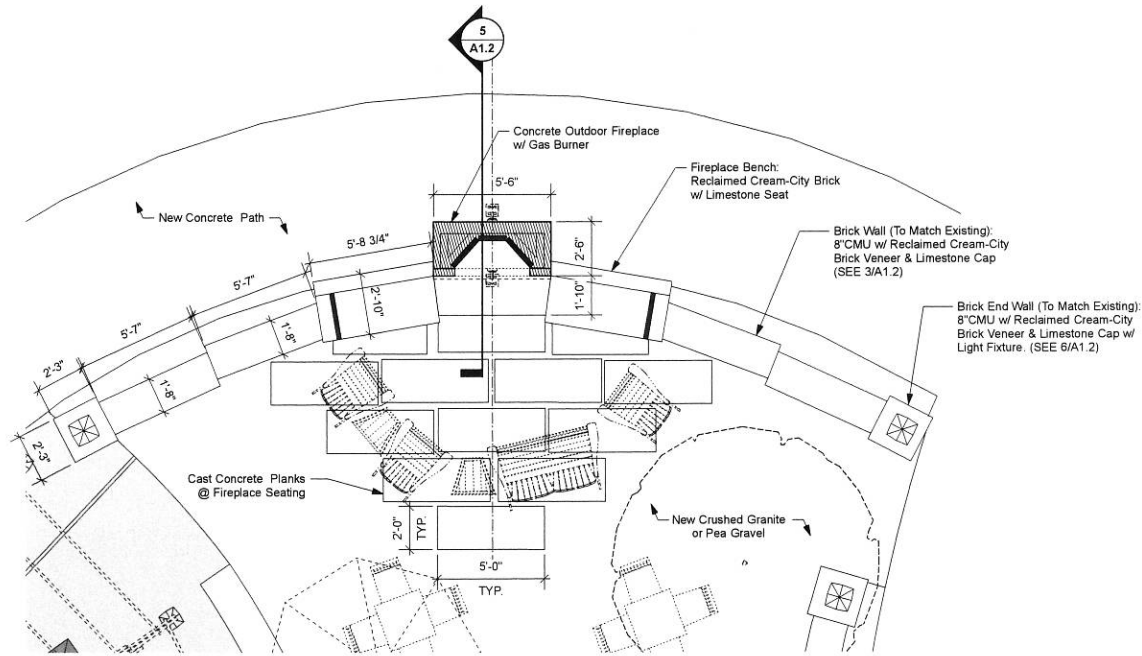 5
A1.2
Concrete Outdoor Fireplace
w/ Gas Burner
Fireplace Bench:
Reclaimed Cream-City Brick
w/ Limestone Seat
5'-6"
New Concrete Path
Brick Wall (To Match Existing):
8"CMU w/ Reclaimed Cream-City
Brick Veneer & Limestone Cap
(SEE 3/A1.2)
5'-8 3/4"
2'-6"
5'-7"
2'-10"
1'-10"
Brick End Wall (To Match Existing):
8"CMU w/ Reclaimed Cream-City
Brick Veneer & Limestone Cap w/
Light Fixture. (SEE 6/A1.2)
5'-7"
1'-8"
2'-3"
1'-8"
2'-3"
Cast Concrete Planks
@ Fireplace Seating
New Crushed Granite
or Pea Gravel
2'-0"
TYP.
5'-0"
TYP.